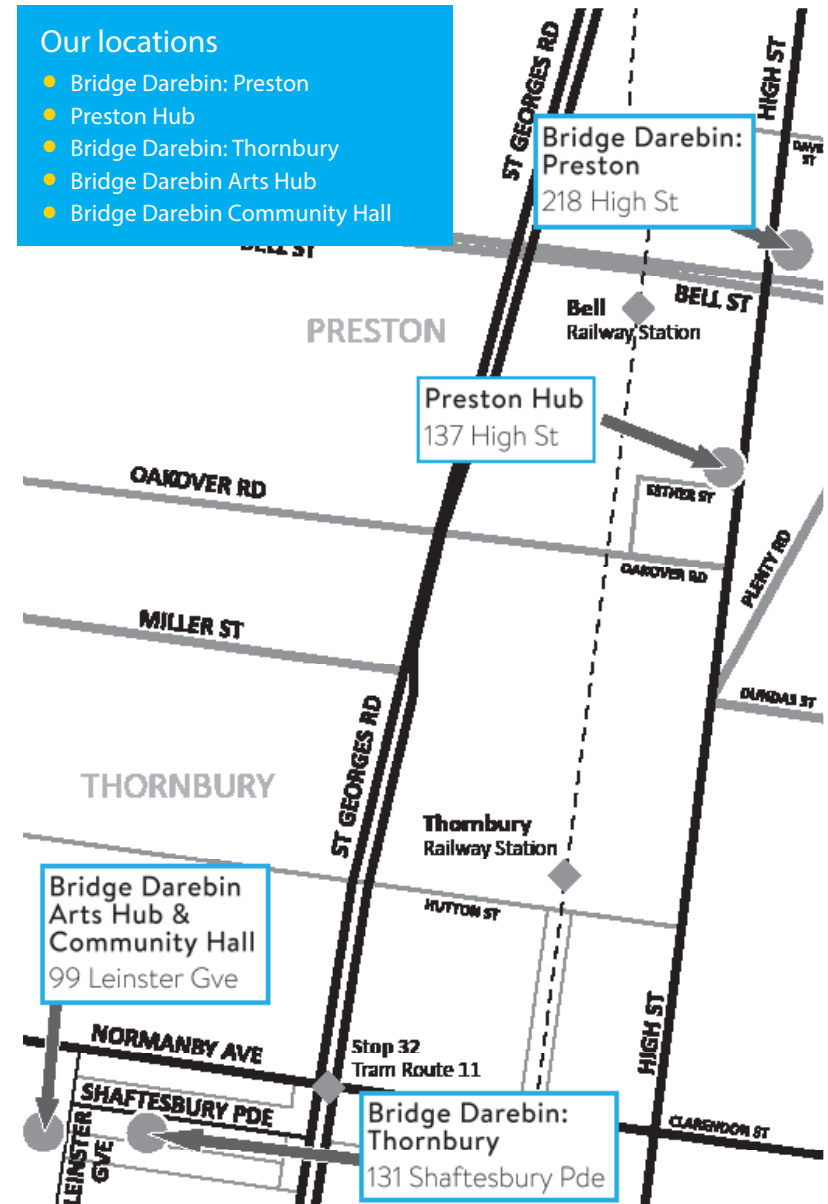 Our locations
Bridge Darebin: Preston
Preston Hub
Bridge Darebin: Thornbury
Bridge Darebin Arts Hub
Bridge Darebin Community Hall
ST GEORGES RD
HIGH ST
Bridge Darebin:
Preston
218 High St
ST
BELL ST
BELL ST
Bell
Railway Station
PRESTON
Preston Hub
137 High St
OAKOVER RD
ESTHER ST
OAKOVER RD
PLENTY RD
MILLER ST
DUNDAS ST
ST GEORGES RD
THORNBURY
Thornbury
Railway Station
HUTTON ST
Bridge Darebin
Arts Hub &
Community Hall
99 Leinster Gve
HIGH ST
NORMANBY AVE
Stop 32
Tram Route 11
SHAFTESBURY PDE
Bridge Darebin:
Thornbury
131 Shaftesbury Pde
CLARENDON ST
LEINSTER
GVE